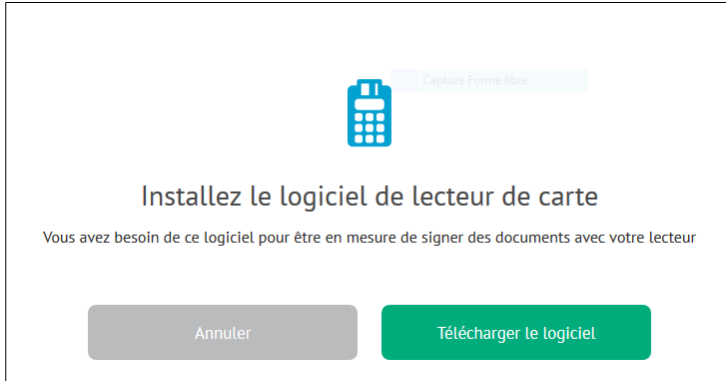 Capture Forme libre
Installez le logiciel de lecteur de carte
Vous avez besoin de ce logiciel pour être en mesure de signer des documents avec votre lecteur
Annuler
Télécharger le logiciel